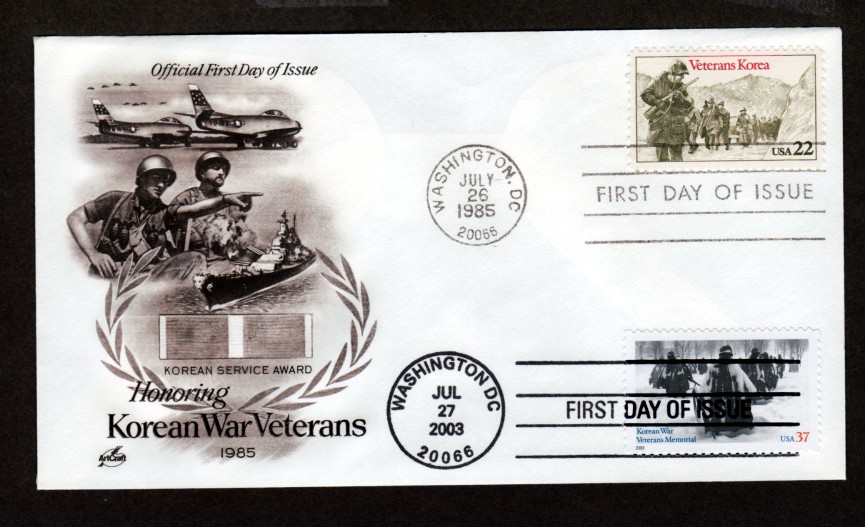 Official First Day of Issue
KOREAN SERVICE AWARD
Honoring
Korean War Veterans
1985
ArtCraft
Veterans Korea
USA 22
WASHINGTON, DC
JULY
26
1985
20066
FIRST DAY OF ISSUE
WASHINGTON DC
JUL
27
2003
20066
FIRST DAY OF ISSUE
Korean War
Veterans Memorial
2003
USA 37